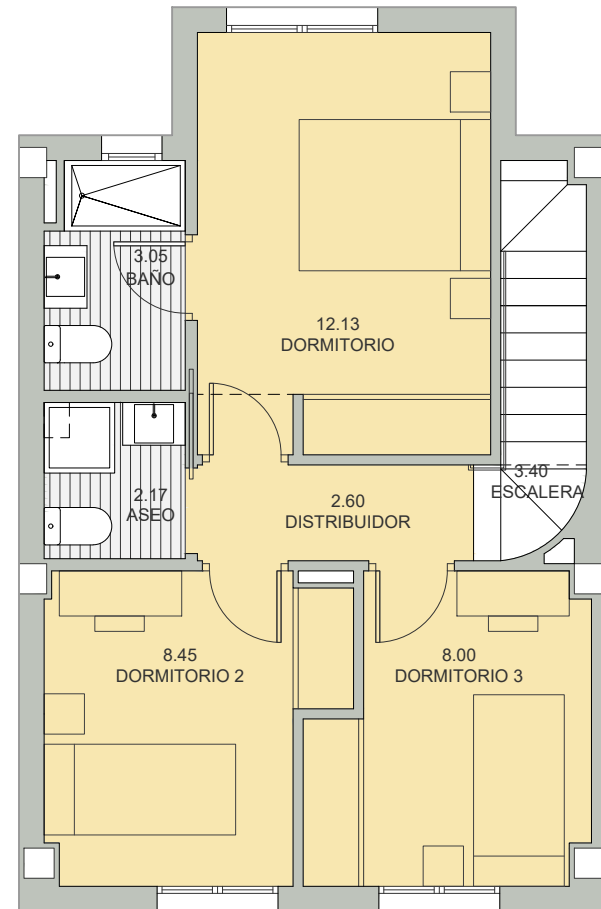 3.05
BAÑO
12.13
DORMITORIO
3.40
ESCALERA
2.17
ASEO
2.60
DISTRIBUIDOR
8.45
DORMITORIO 2
8.00
DORMITORIO 3